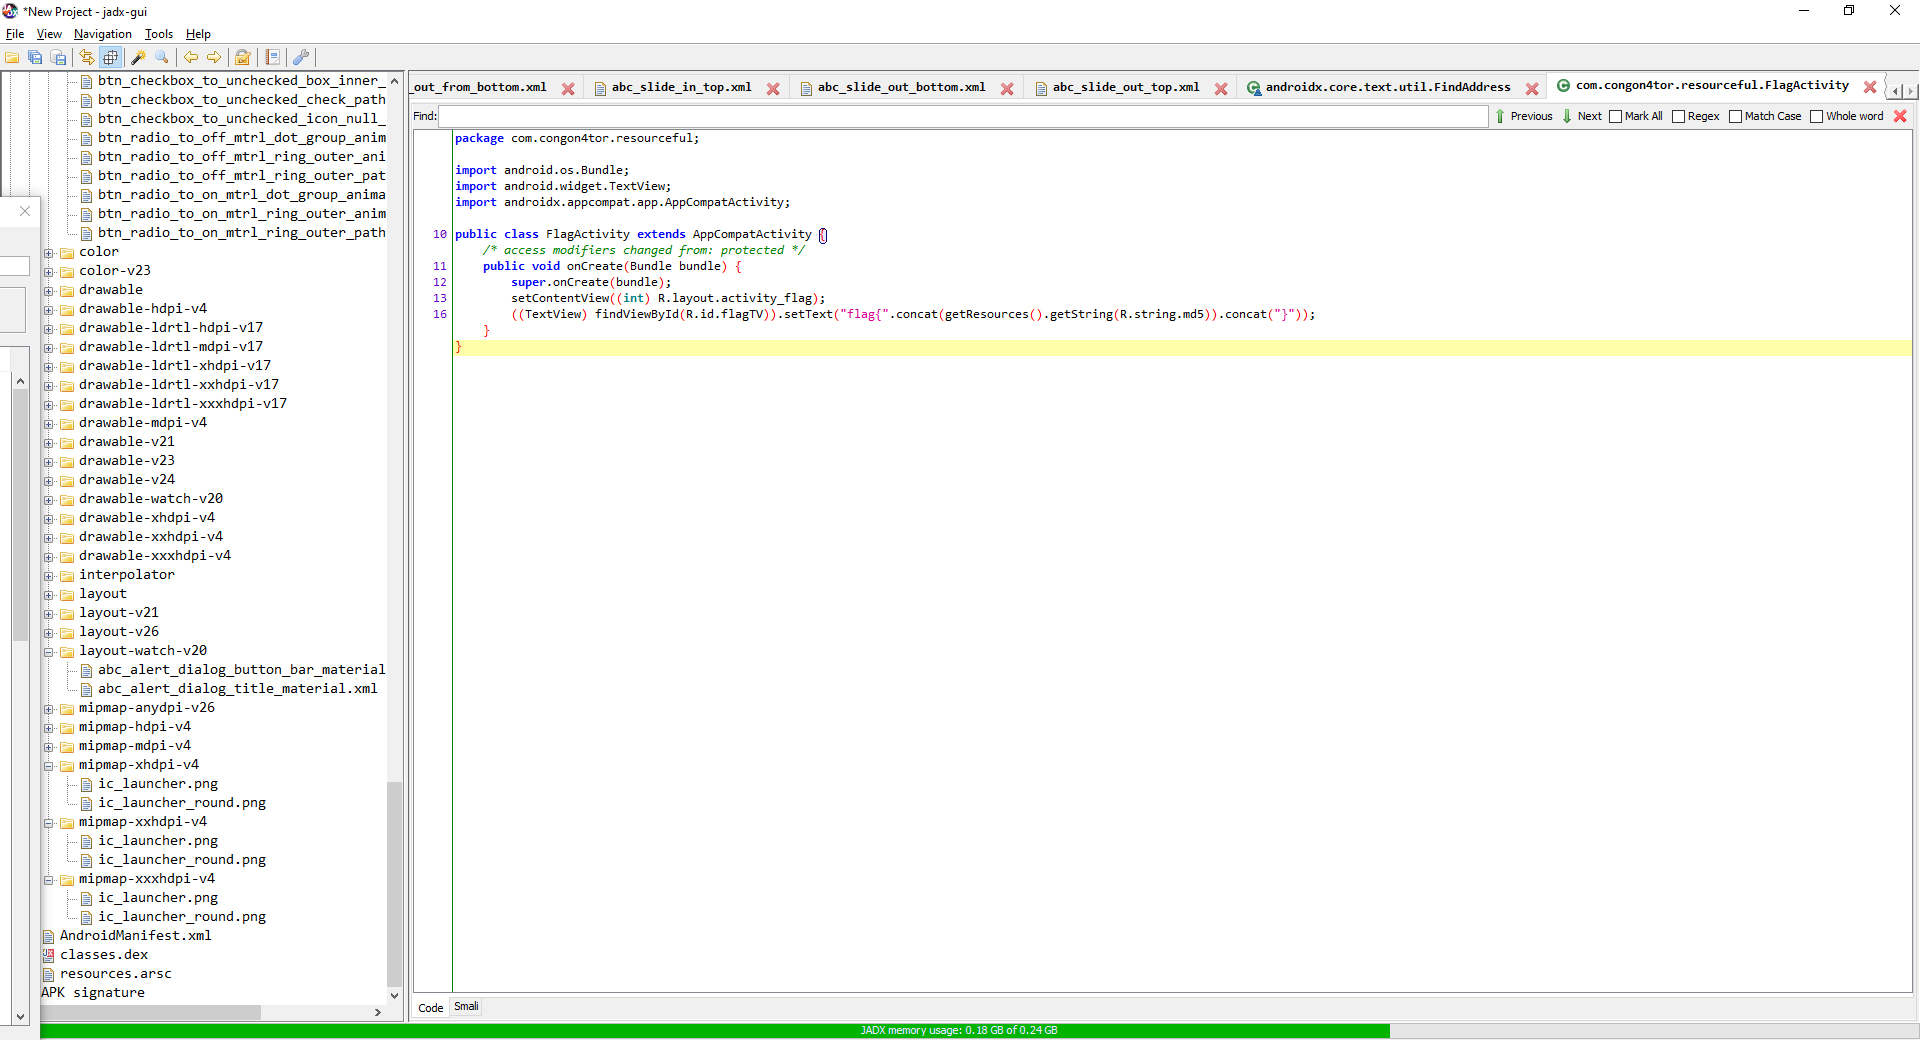 *New Project - jadx-gui
File View Navigation Tools Help
btn_checkbox_to_unchecked_box_inner_
btn_checkbox_to_unchecked_check_path
btn_checkbox_to_unchecked_icon_null_
btn_radio_to_off_mtrl_dot_group_anim
btn_radio_to_off_mtrl_ring_outer_ani
btn_radio_to_off_mtrl_ring_outer_pat
btn_radio_to_on_mtrl_dot_group_anima
btn_radio_to_on_mtrl_ring_outer_anim
btn_radio_to_on_mtrl_ring_outer_path
color
color-v23
drawable
drawable-hdpi-v4
drawable-ldrtl-hdpi-v17
drawable-ldrtl-mdpi-v17
drawable-ldrtl-xhdpi-v17
drawable-ldrtl-xxhdpi-v17
drawable-ldrtl-xxxhdpi-v17
drawable-mdpi-v4
drawable-v21
drawable-v23
drawable-v24
drawable-watch-v20
drawable-xhdpi-v4
drawable-xxhdpi-v4
drawable-xxxhdpi-v4
interpolator
layout
layout-v21
layout-v26
layout-watch-v20
abc_alert_dialog_button_bar_material
abc_alert_dialog_title_material.xml
mipmap-anydpi-v26
mipmap-hdpi-v4
mipmap-mdpi-v4
mipmap-xhdpi-v4
ic_launcher.png
ic_launcher_round.png
mipmap-xxhdpi-v4
ic_launcher.png
ic_launcher_round.png
mipmap-xxxhdpi-v4
ic_launcher.png
ic_launcher_round.png
AndroidManifest.xml
classes.dex
resources.arsc
APK signature
_out_from_bottom.xml abc_slide_in_top.xml abc_slide_out_bottom.xml abc_slide_out_top.xml androidx.core.text.util.FindAddress com.congon4tor.resourceful.FlagActivity
Find: Previous Next Mark All Regex Match Case Whole word
package com.congon4tor.resourceful;
import android.os.Bundle;
import android.widget.TextView;
import androidx.appcompat.app.AppCompatActivity;
10 public class FlagActivity extends AppCompatActivity {
/* access modifiers changed from: protected */
11 public void onCreate(Bundle bundle) {
12 super.onCreate(bundle);
13 setContentView((int) R.layout.activity_flag);
16 ((TextView) findViewById(R.id.flagTV)).setText("flag{".concat(getResources().getString(R.string.md5)).concat("}"));
}
}
Code Smali
JADX memory usage: 0.18 GB of 0.24 GB